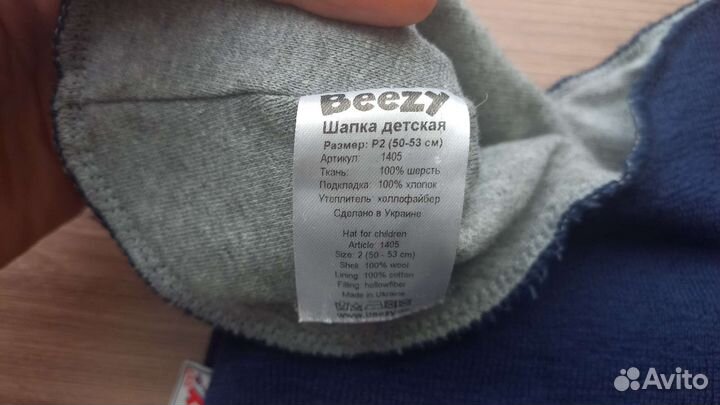 Beezy
Шапка детская
Размер: Р2 (50-53 см)
Артикул: 1405
Ткань: 100% шерсть
Подкладка: 100% хлопок
Утеплитель: холлофайбер
Сделано в Украине
Hat for children
Article: 1405
Size: 2 (50 - 53 cm)
Shell: 100% wool
Lining: 100% cotton
Filling: hollowfiber
Made in Ukraine
Avito